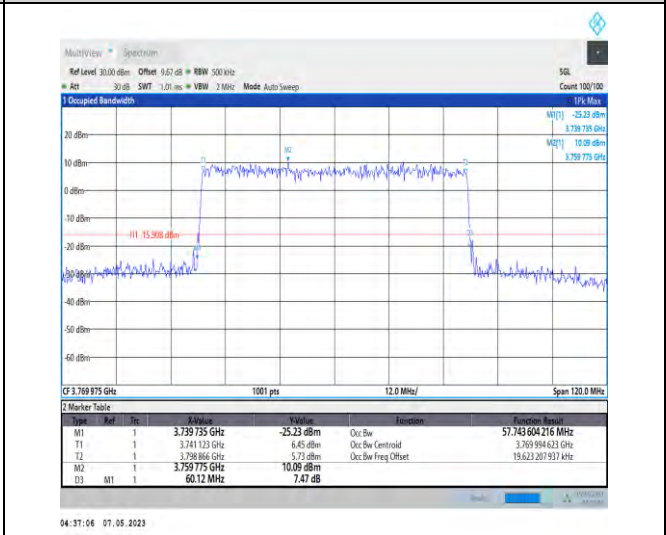 MultiView Spectrum
Ref Level 30.00 dBm Offset 9.67 dB RBW 500 kHz SGL
Att 30 dB SWT 1.01 ms VBW 2 MHz Mode Auto Sweep Count 100/100
1 Occupied Bandwidth 1Pk Max
M1[1] -25.23 dBm
3.739 735 GHz
M2[1] 10.09 dBm
3.759 775 GHz
20 dBm
M2
10 dBm
0 dBm
-10 dBm
H1 -15.908 dBm
-20 dBm
-30 dBm
-40 dBm
-50 dBm
-60 dBm
CF 3.769 975 GHz 1001 pts 12.0 MHz/ Span 120.0 MHz
2 Marker Table
Type Ref Trc X-Value Y-Value Function Function Result
M1 1 3.739 735 GHz -25.23 dBm Occ Bw 57.743 604 216 MHz
T1 1 3.741 123 GHz 6.45 dBm Occ Bw Centroid 3.769 994 623 GHz
T2 1 3.798 866 GHz 5.73 dBm Occ Bw Freq Offset 19.623 207 937 kHz
M2 1 3.759 775 GHz 10.09 dBm
D3 M1 1 60.12 MHz 7.47 dB
04:37:06 07.05.2023